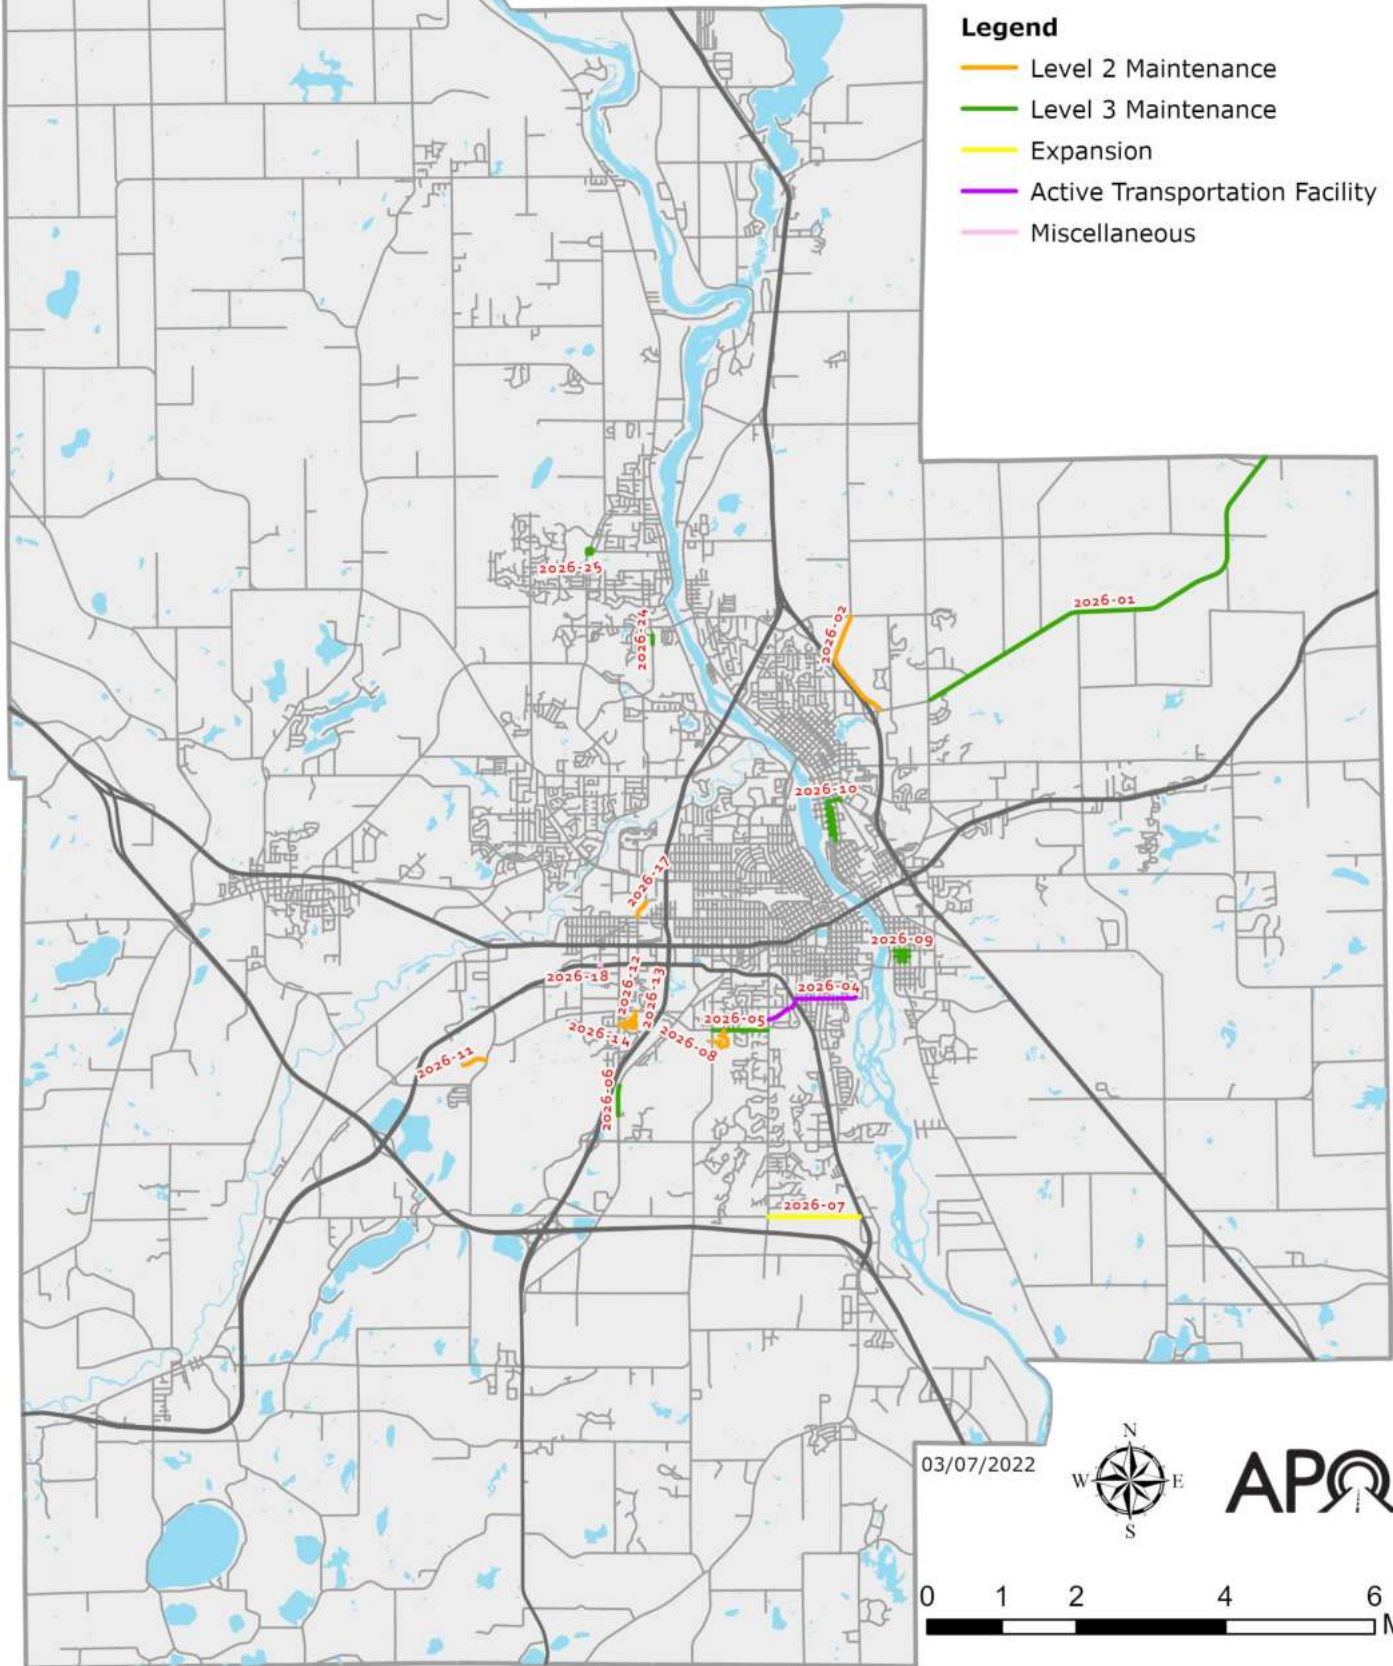 Legend
Level 2 Maintenance
Level 3 Maintenance
Expansion
Active Transportation Facility
Miscellaneous
2026-25
2026-24
2026-02
2026-01
2026-10
2026-17
2026-09
2026-18
2026-12
2026-13
2026-04
2026-14
2026-05
2026-08
2026-11
2026-06
2026-07
03/07/2022
N
W E
S
APO
0 1 2 4 6
M